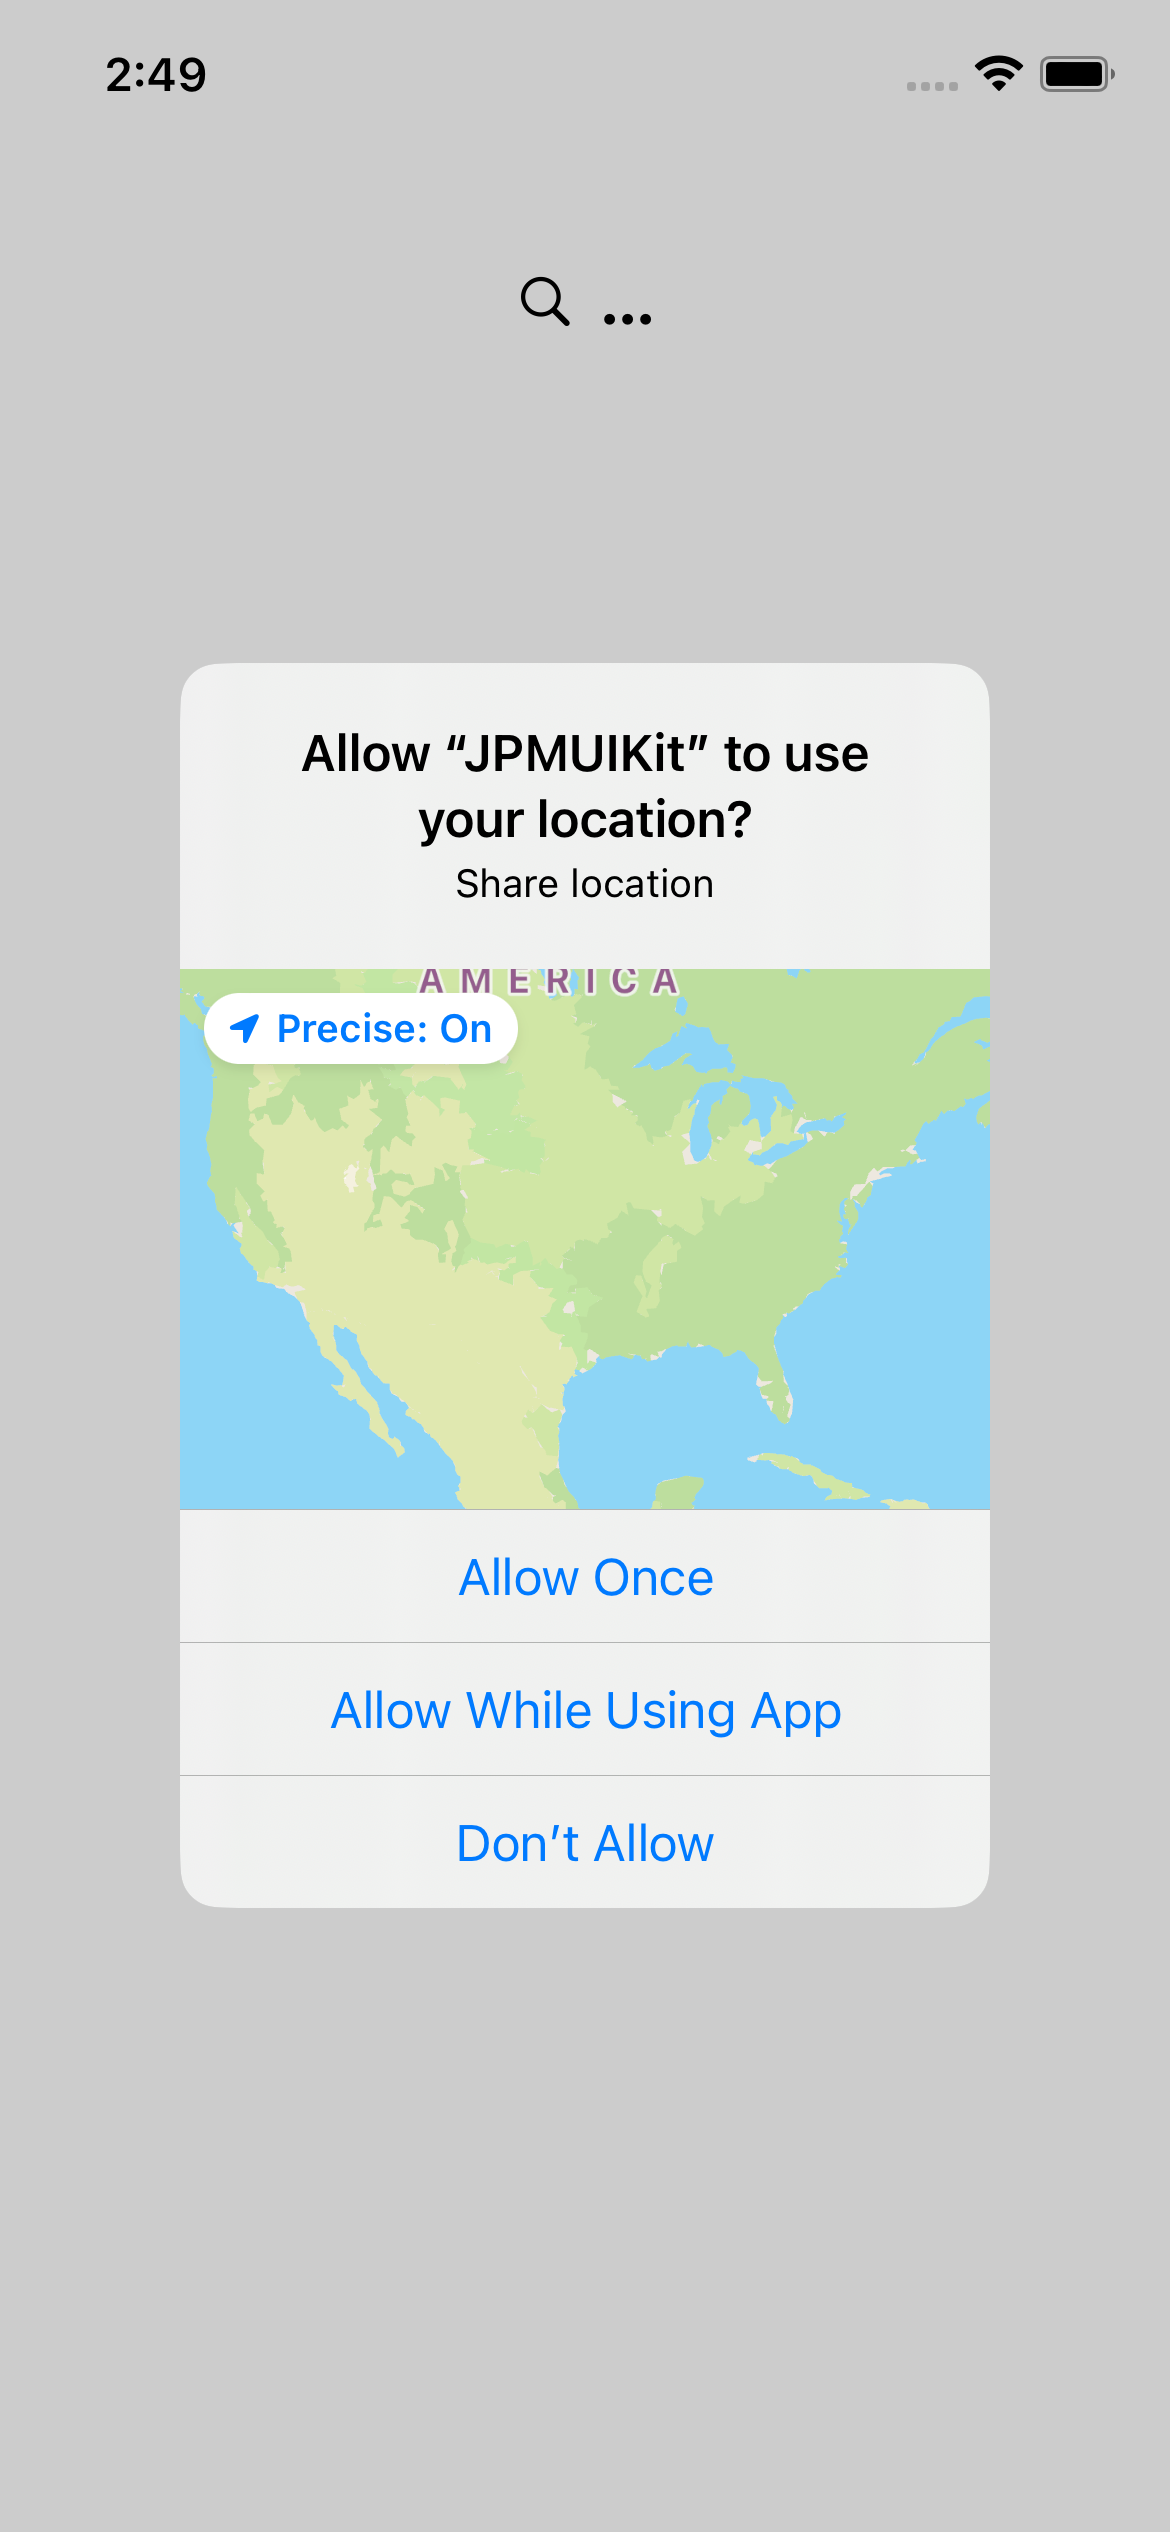 2:49
...
Allow “JPMUIKit” to use
your location?
Share location
AMERICA
Precise: On
Allow Once
Allow While Using App
Don’t Allow